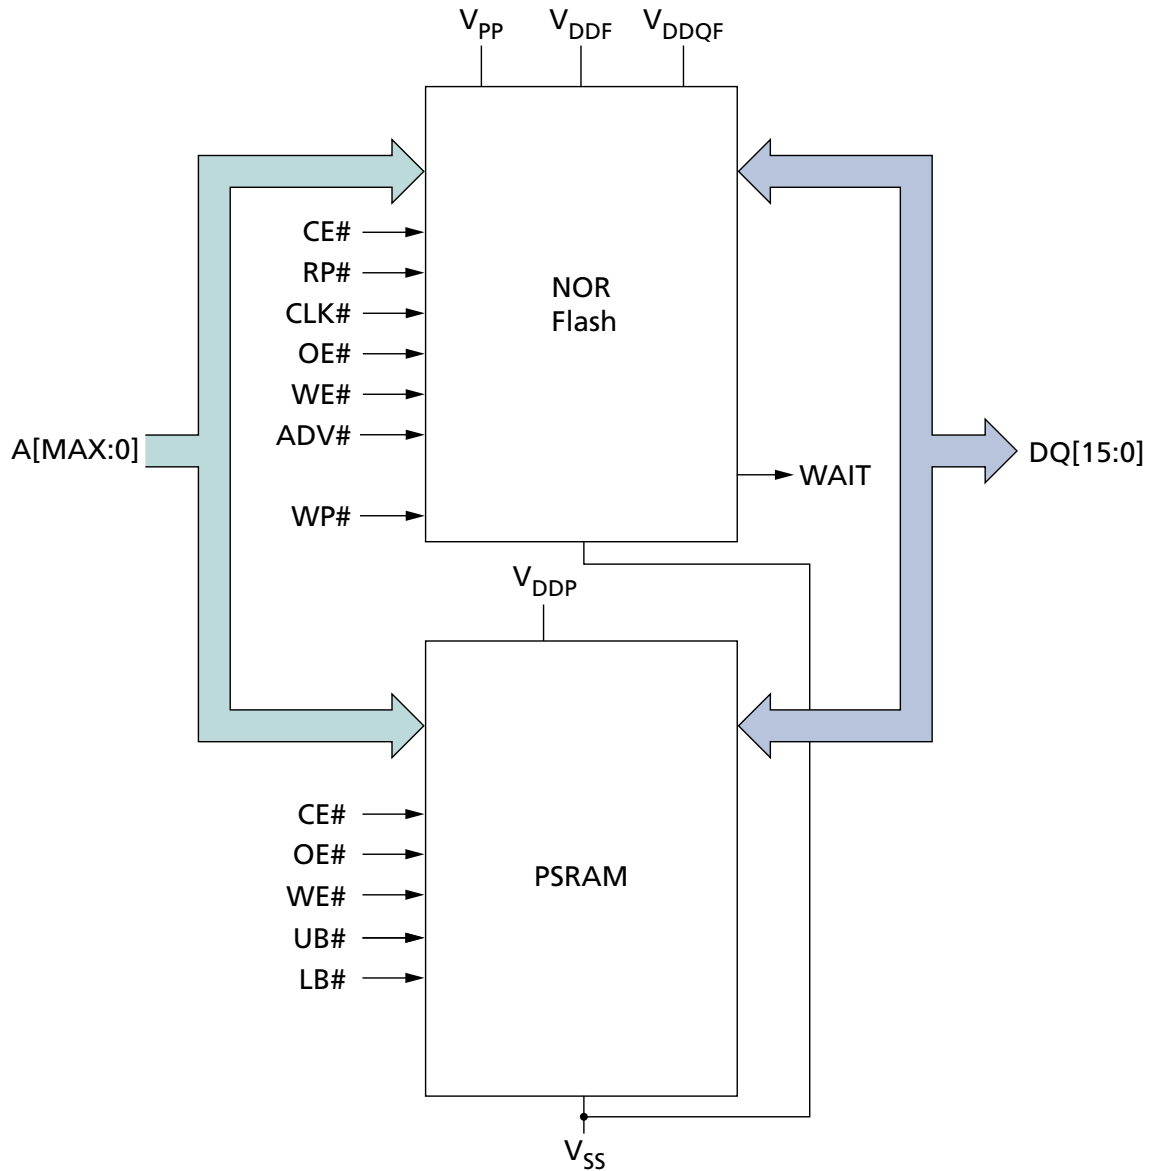 VPP VDDF VDDQF
CE#
RP#
NOR
Flash
CLK#
OE#
WE#
ADV#
A[MAX:0]
DQ[15:0]
WAIT
WP#
VDDP
CE#
OE#
PSRAM
WE#
UB#
LB#
VSS